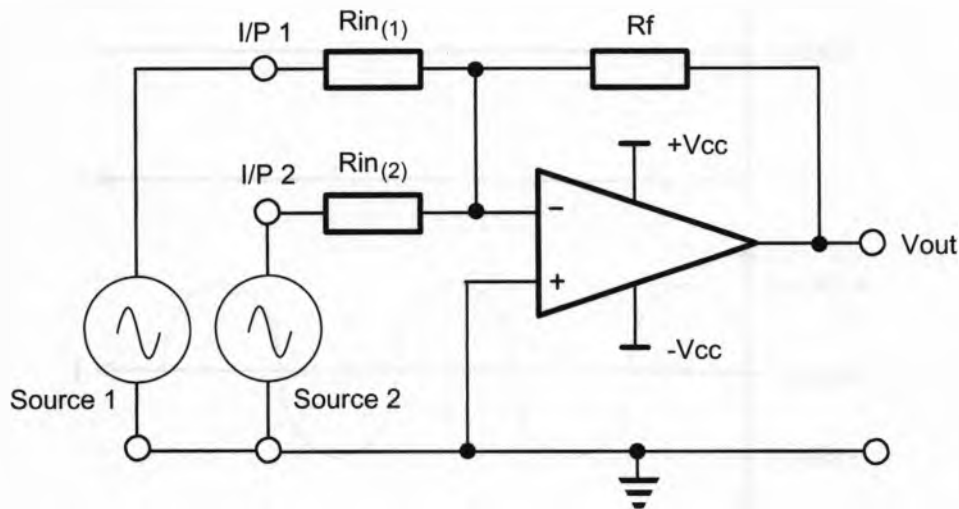 I/P 1
Rin(1)
Rf
+Vcc
I/P 2
Rin(2)
−
+
Vout
-Vcc
Source 1
Source 2